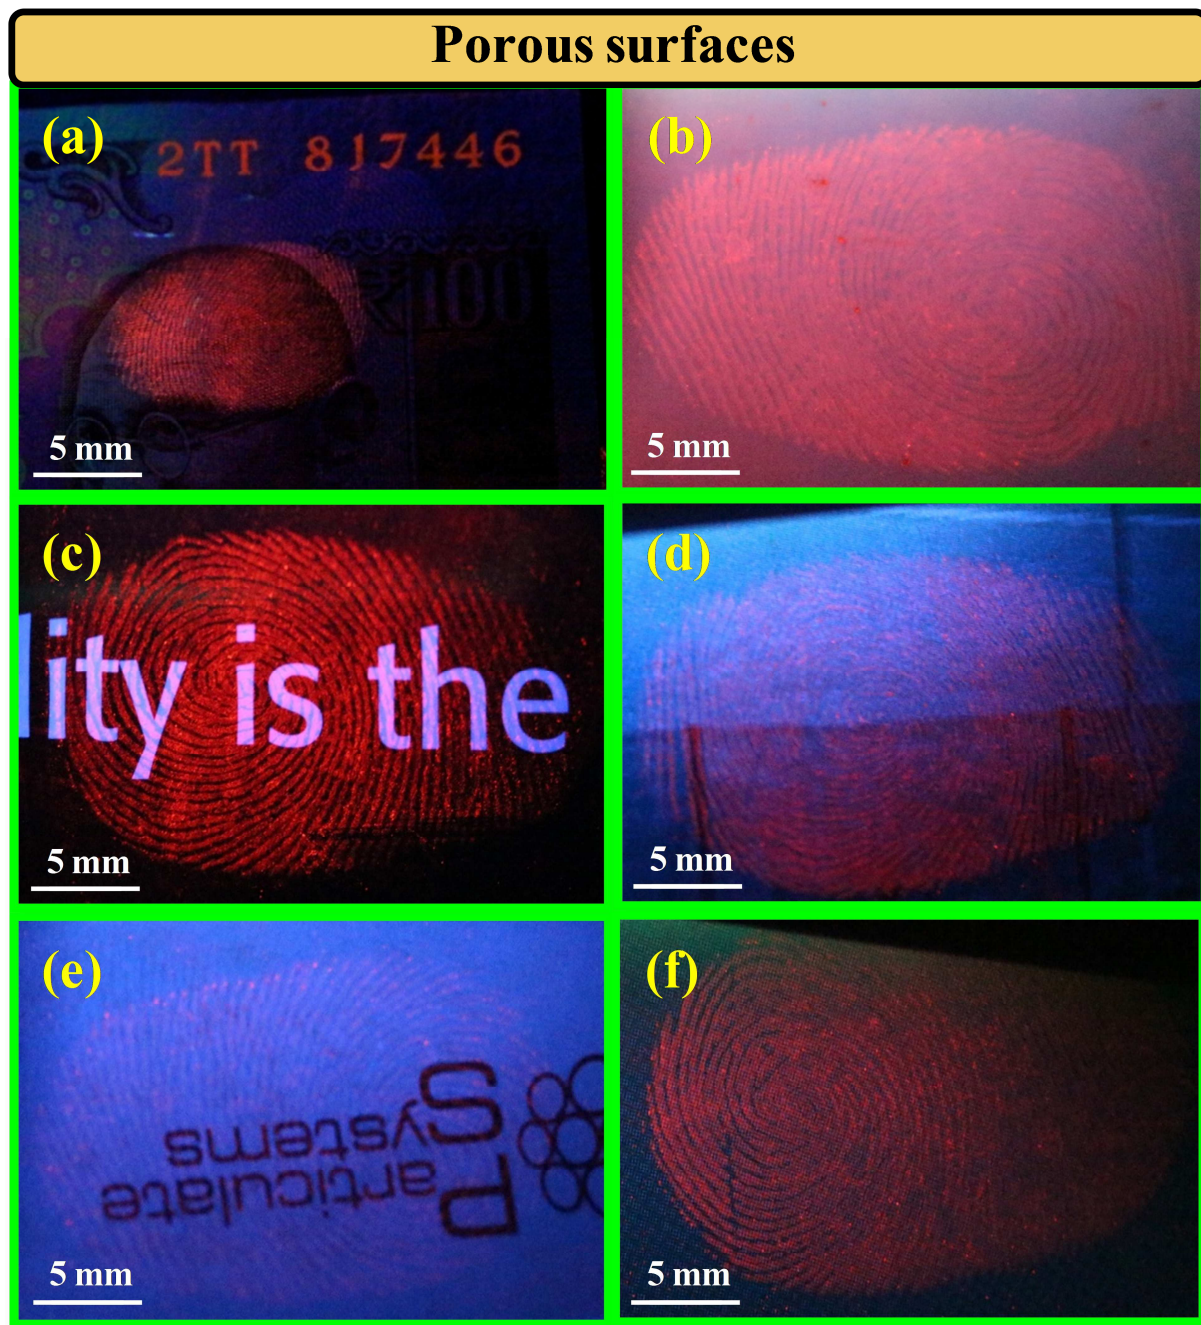 Porous surfaces
(a)
2TT 817446
₹100
5 mm
(b)
5 mm
(c)
lity is the
5 mm
(d)
5 mm
(e)
Particulate
Systems
5 mm
(f)
5 mm